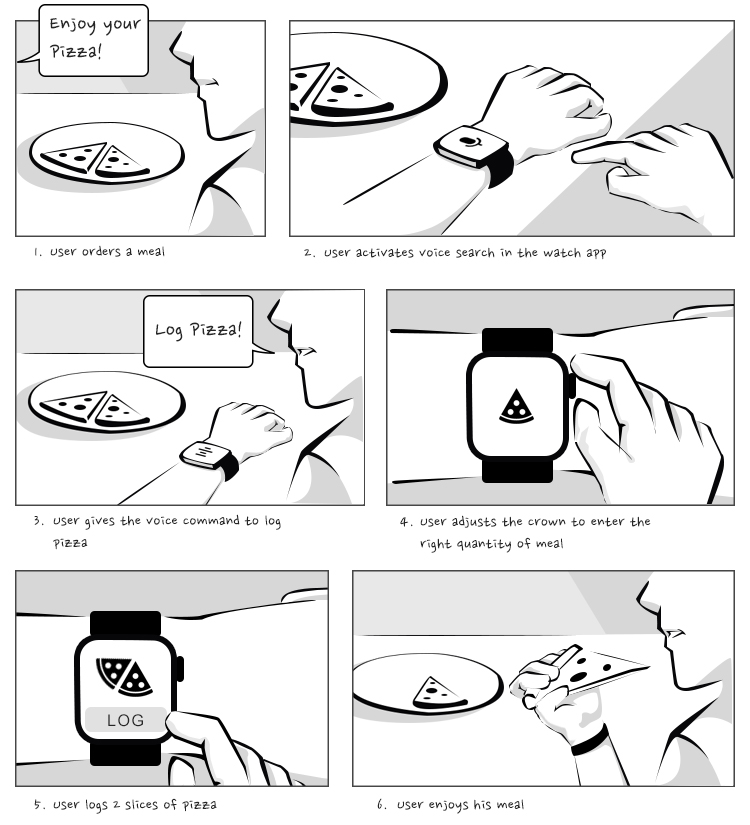 Enjoy your
Pizza!
1. User orders a meal
2. User activates voice search in the watch app
Log Pizza!
3. User gives the voice command to log
pizza
4. User adjusts the crown to enter the
right quantity of meal
LOG
5. User logs 2 slices of pizza
6. User enjoys his meal